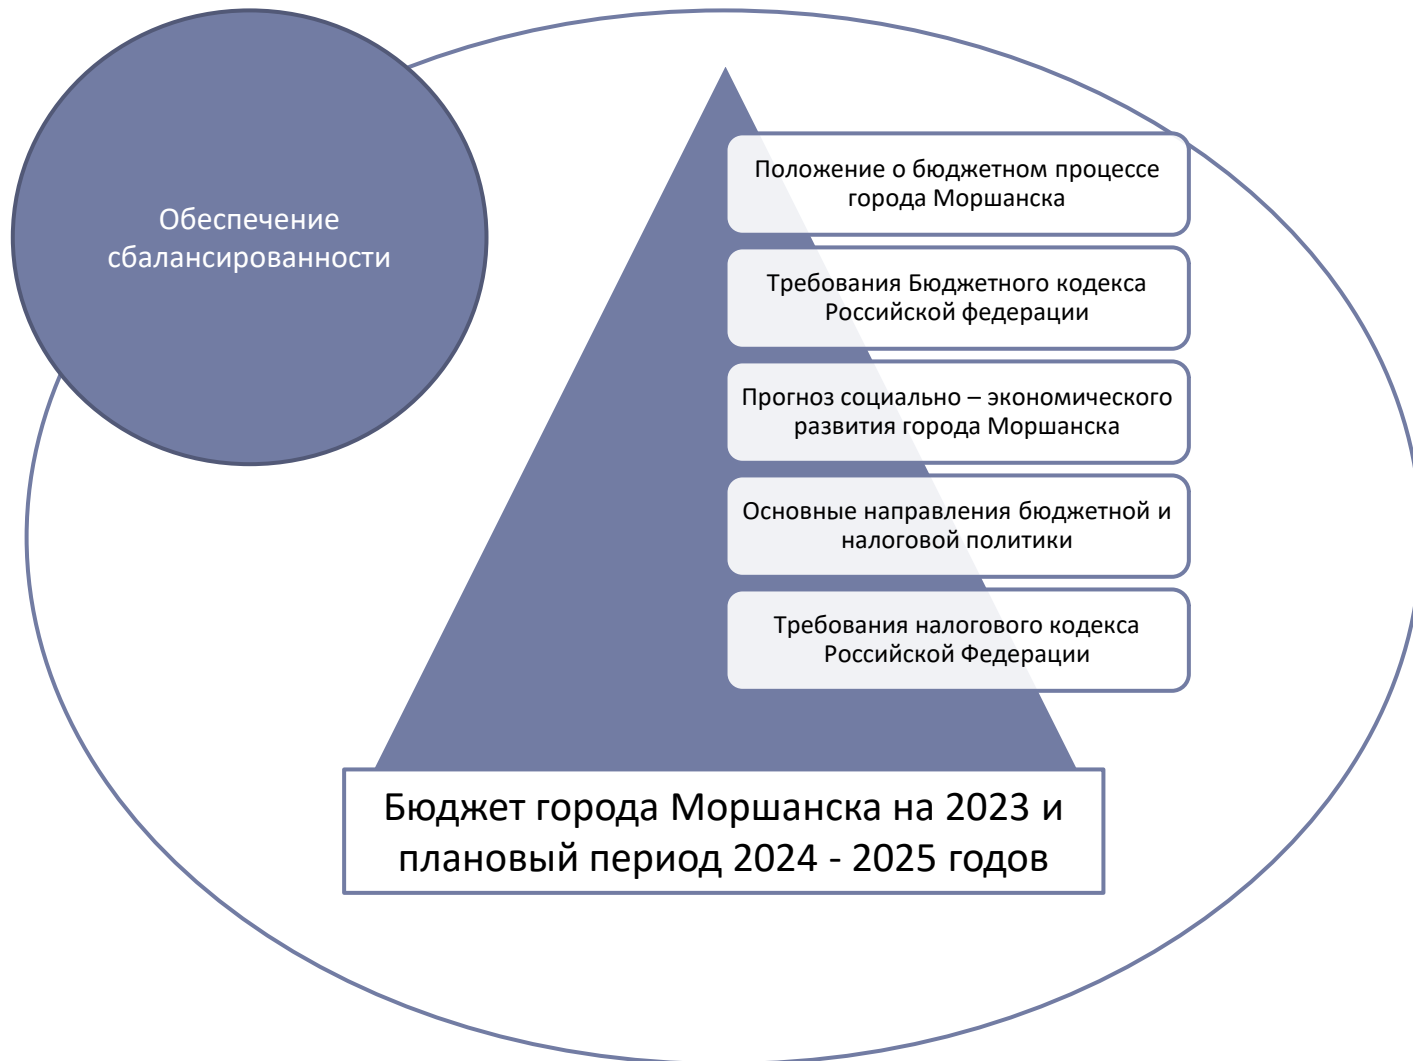 Обеспечение
сбалансированности
Положение о бюджетном процессе
города Моршанска
Требования Бюджетного кодекса
Российской федерации
Прогноз социально – экономического
развития города Моршанска
Основные направления бюджетной и
налоговой политики
Требования налогового кодекса
Российской Федерации
Бюджет города Моршанска на 2023 и
плановый период 2024 - 2025 годов